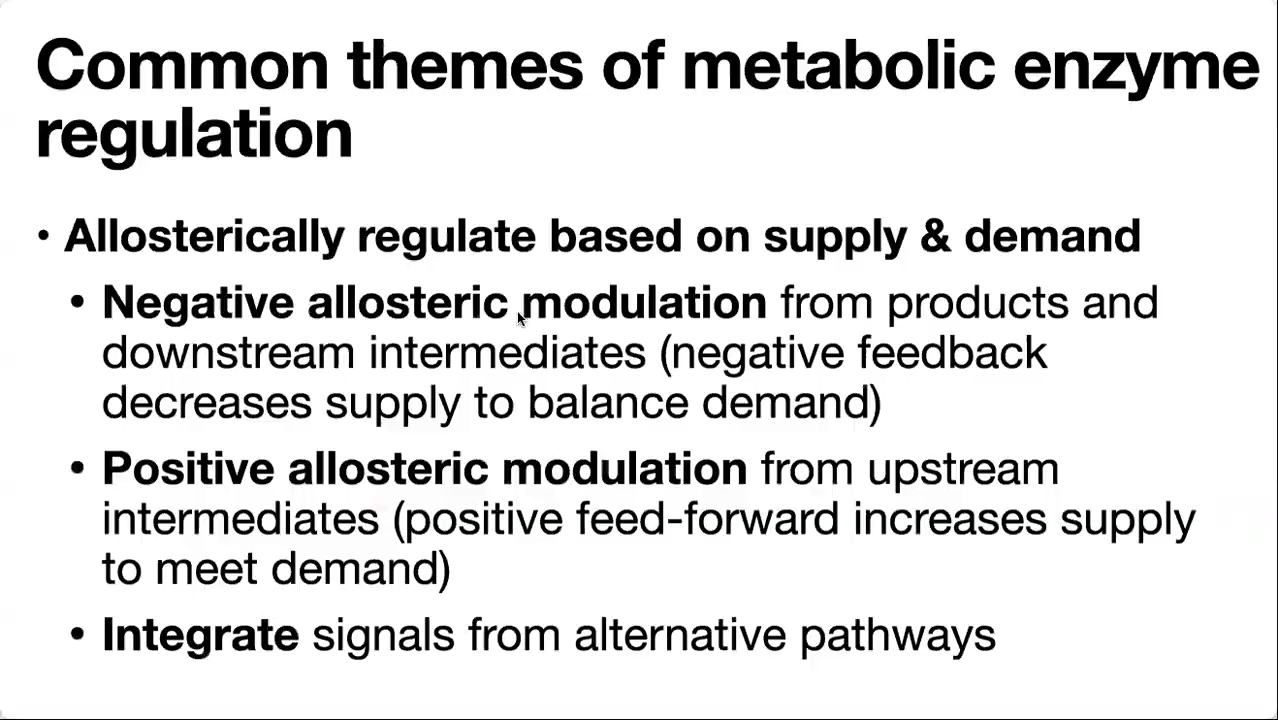 Common themes of metabolic enzyme
regulation
• Allosterically regulate based on supply & demand
• Negative allosteric modulation from products and
downstream intermediates (negative feedback
decreases supply to balance demand)
• Positive allosteric modulation from upstream
intermediates (positive feed-forward increases supply
to meet demand)
• Integrate signals from alternative pathways